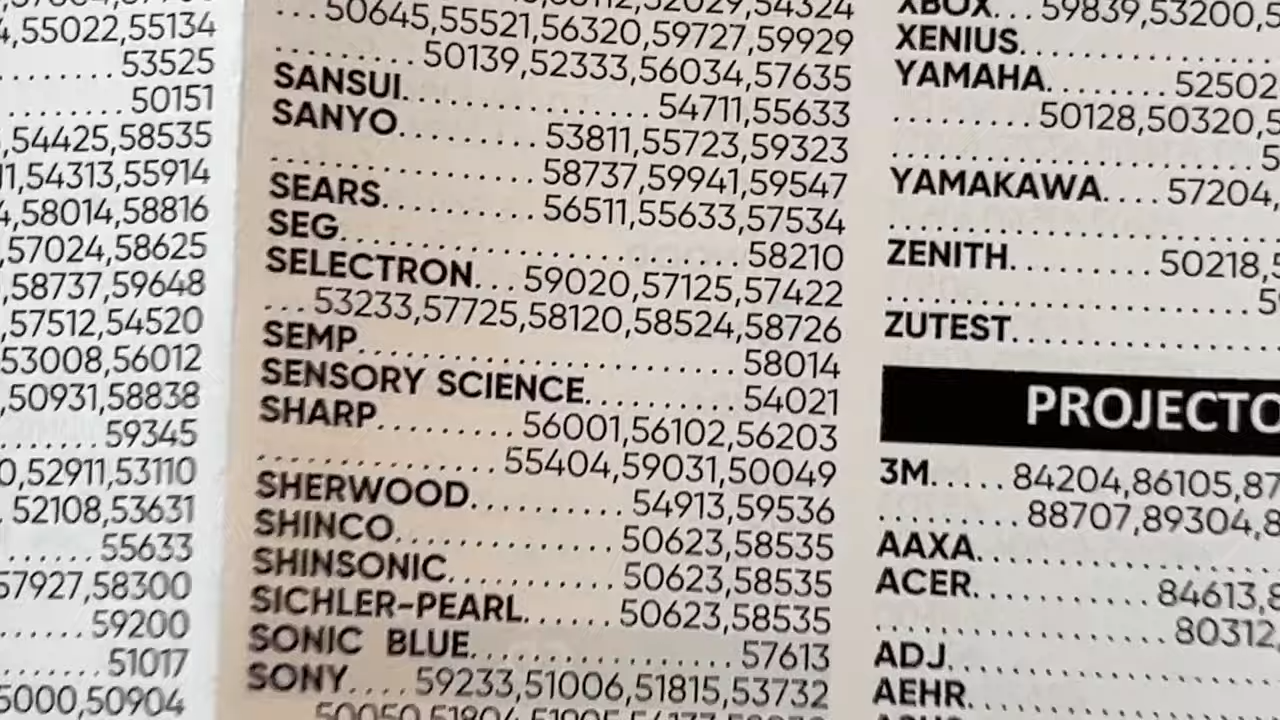 4,55022,55134
53525
50151
,54425,58535
1,54313,55914
4,58014,58816
,57024,58625
,58737,59648
,57512,54520
53008,56012
,50931,58838
59345
0,52911,53110
52108,53631
55633
57927,58300
59200
51017
5000,50904
...50645,55521,56320,59727,59929
.........50139,52333,56034,57635
SANSUI....................54711,55633
SANYO..........53811,55723,59323
...................58737,59941,59547
SEARS...........56511,55633,57534
SEG.............................58210
SELECTRON...59020,57125,57422
...53233,57725,58120,58524,58726
SEMP...........................58014
SENSORY SCIENCE...........54021
SHARP..........56001,56102,56203
.................55404,59031,50049
SHERWOOD............54913,59536
SHINCO................50623,58535
SHINSONIC............50623,58535
SICHLER-PEARL......50623,58535
SONIC BLUE...................57613
SONY....59233,51006,51815,53732
XBOX...59839,53200,5
XENIUS
YAMAHA........52502
.........50128,50320,5
5
YAMAKAWA....57204,
ZENITH..........50218,5
5
ZUTEST
PROJECTO
3M.....84204,86105,87
.........88707,89304,8
AAXA
ACER...........84613,8
80312,
ADJ
AEHR